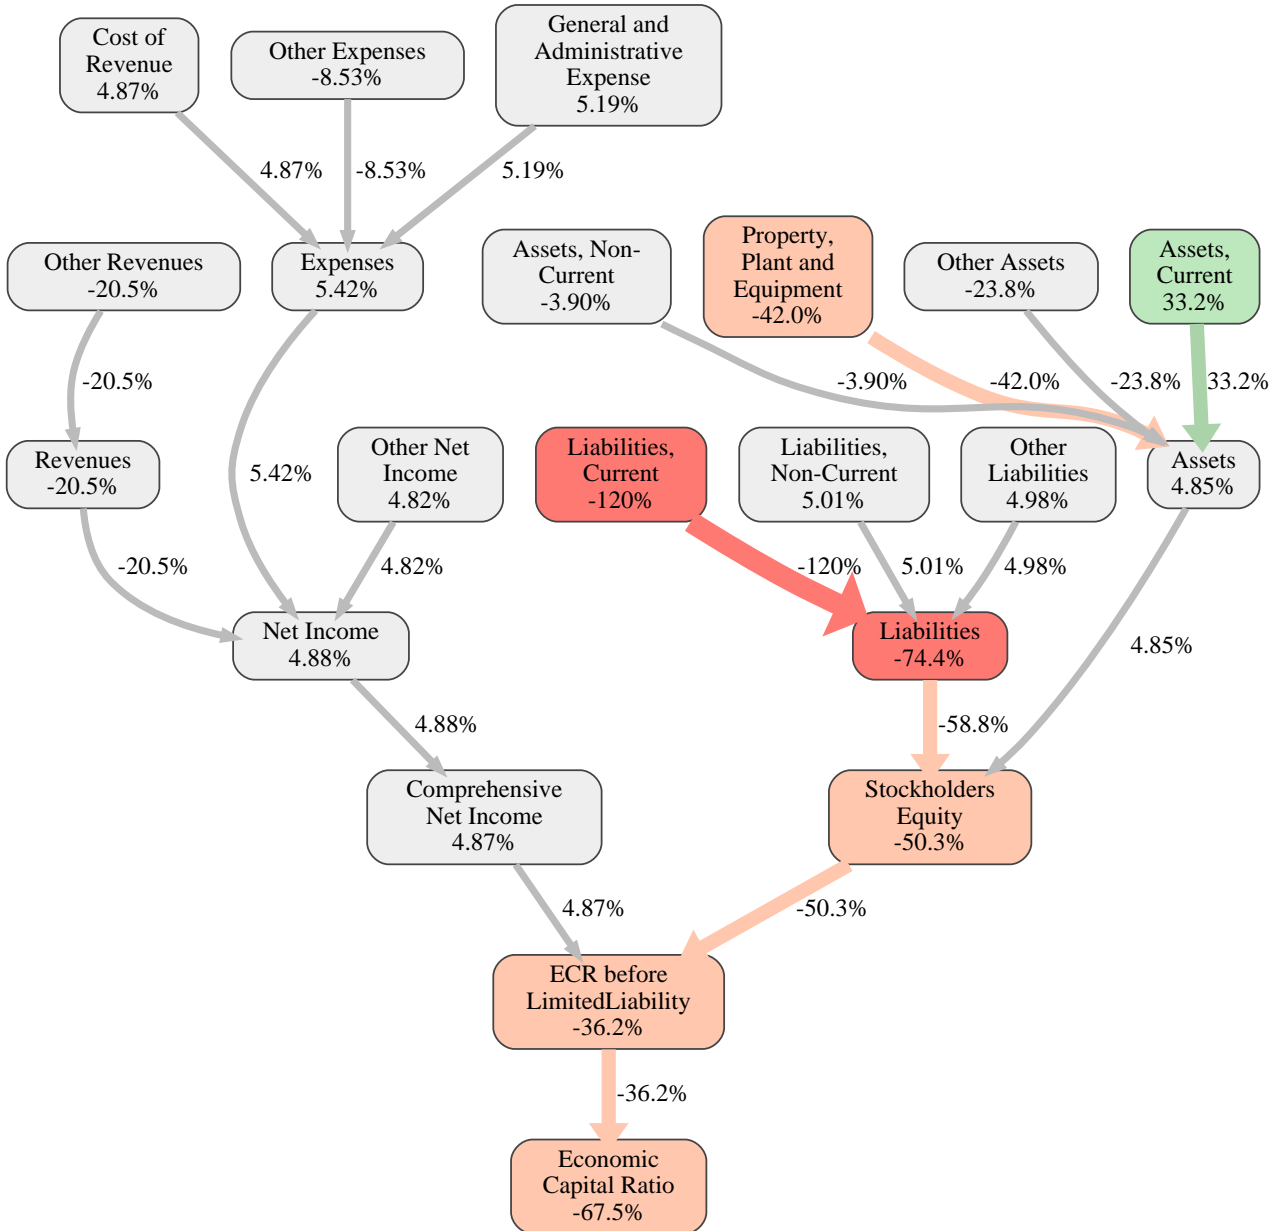 Cost of
Revenue
4.87%
Other Expenses
-8.53%
General and
Administrative
Expense
5.19%
4.87%
-8.53%
5.19%
Other Revenues
-20.5%
Expenses
5.42%
Assets, Non-
Current
-3.90%
Property,
Plant and
Equipment
-42.0%
Other Assets
-23.8%
Assets,
Current
33.2%
-20.5%
-3.90%
-42.0%
-23.8%
33.2%
Revenues
-20.5%
5.42%
Other Net
Income
4.82%
Liabilities,
Current
-120%
Liabilities,
Non-Current
5.01%
Other
Liabilities
4.98%
Assets
4.85%
-20.5%
4.82%
-120%
5.01%
4.98%
Net Income
4.88%
Liabilities
-74.4%
4.85%
4.88%
-58.8%
Comprehensive
Net Income
4.87%
Stockholders
Equity
-50.3%
4.87%
-50.3%
ECR before
LimitedLiability
-36.2%
-36.2%
Economic
Capital Ratio
-67.5%